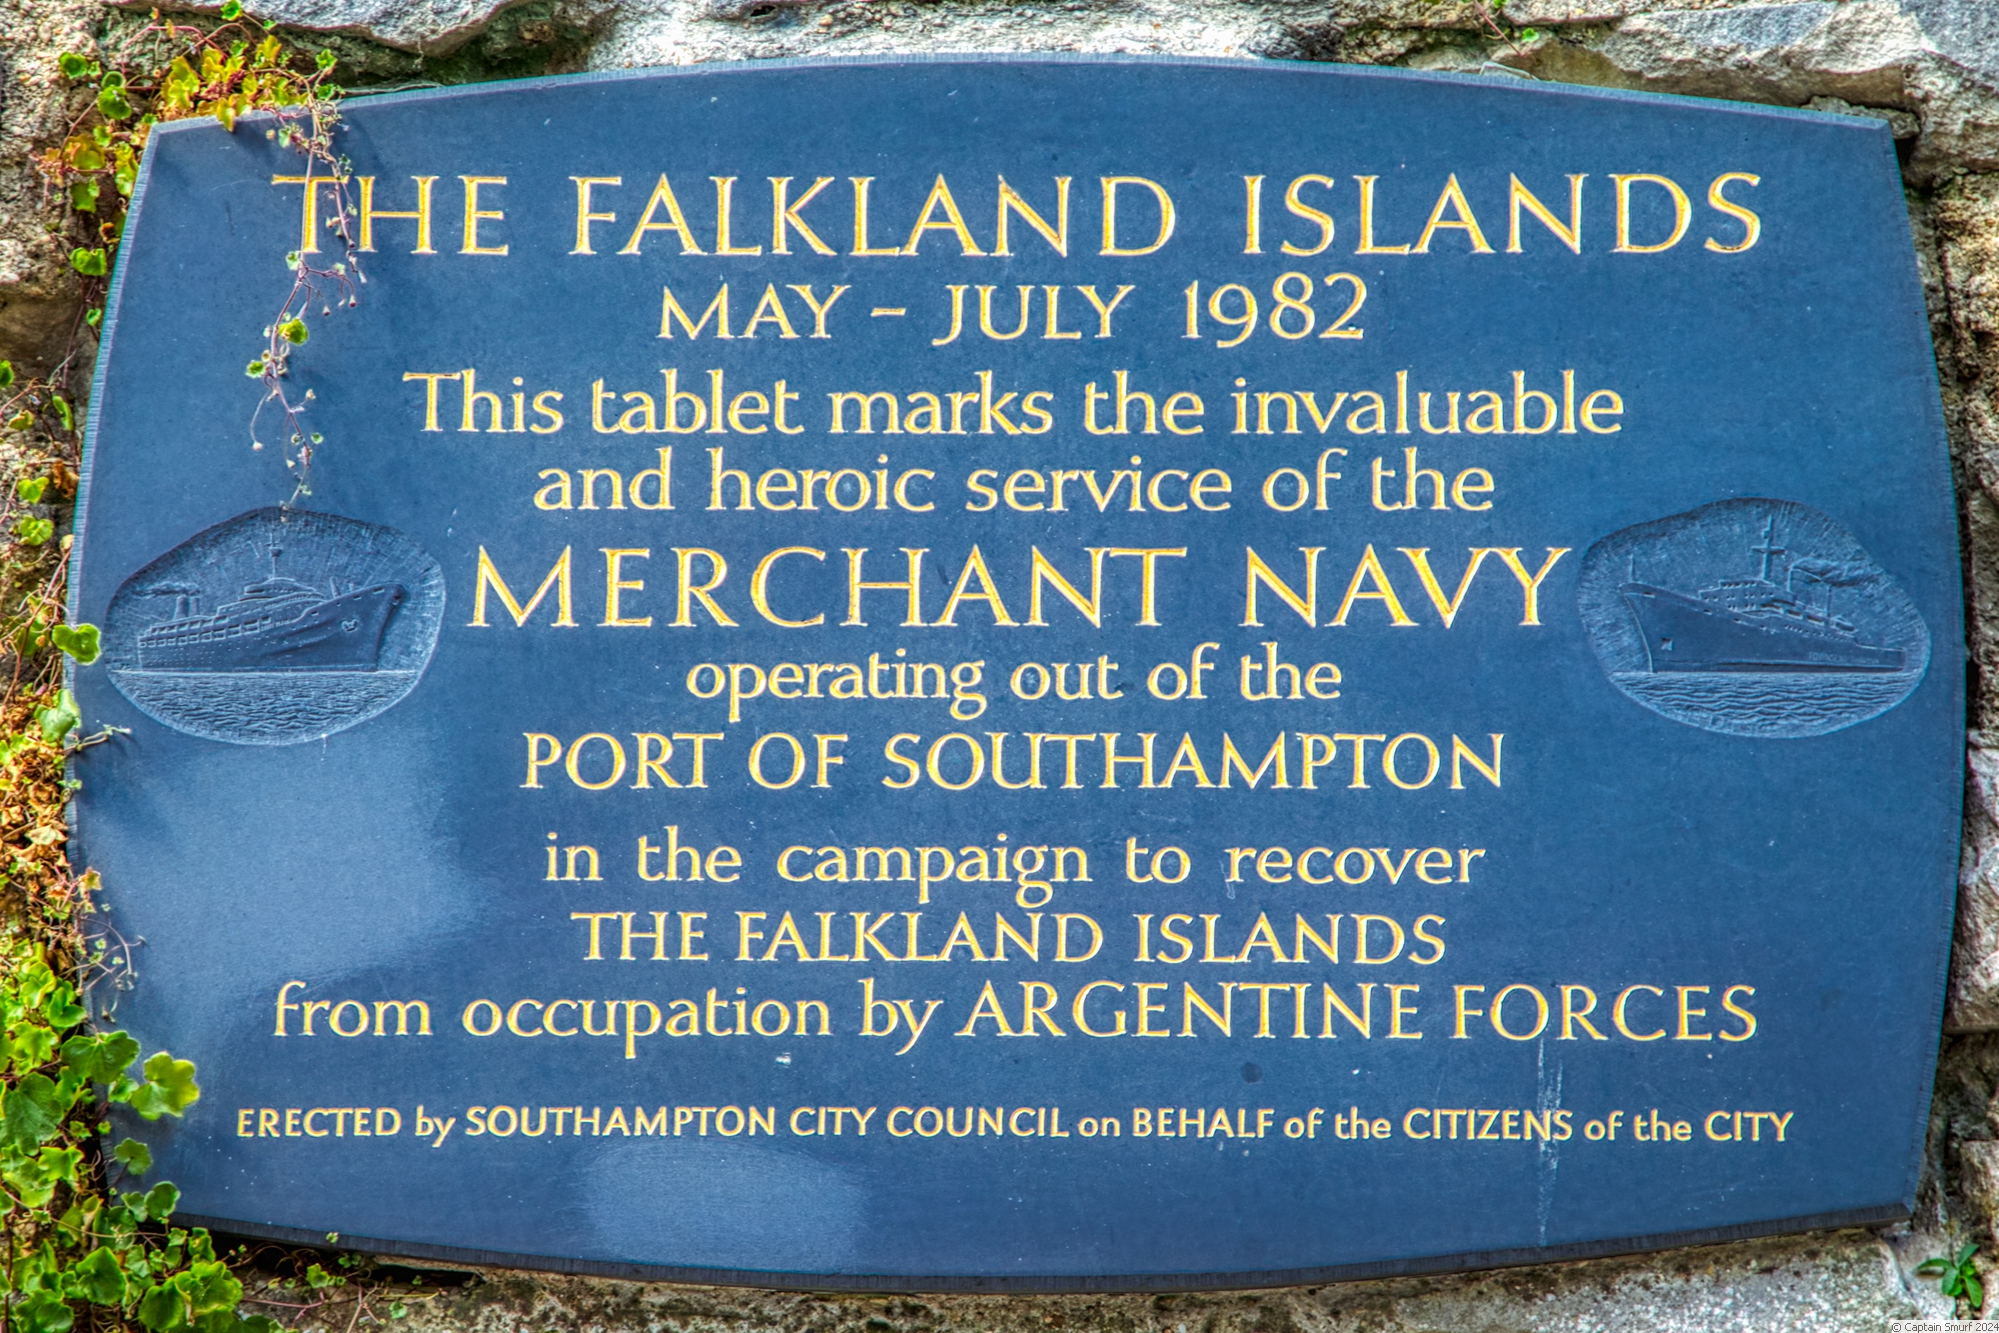 THE FALKLAND ISLANDS
MAY – JULY 1982
This tablet marks the invaluable
and heroic service of the
MERCHANT NAVY
operating out of the
PORT OF SOUTHAMPTON
in the campaign to recover
THE FALKLAND ISLANDS
from occupation by ARGENTINE FORCES
ERECTED by SOUTHAMPTON CITY COUNCIL on BEHALF of the CITIZENS of the CITY
© Captain Smurf 2024